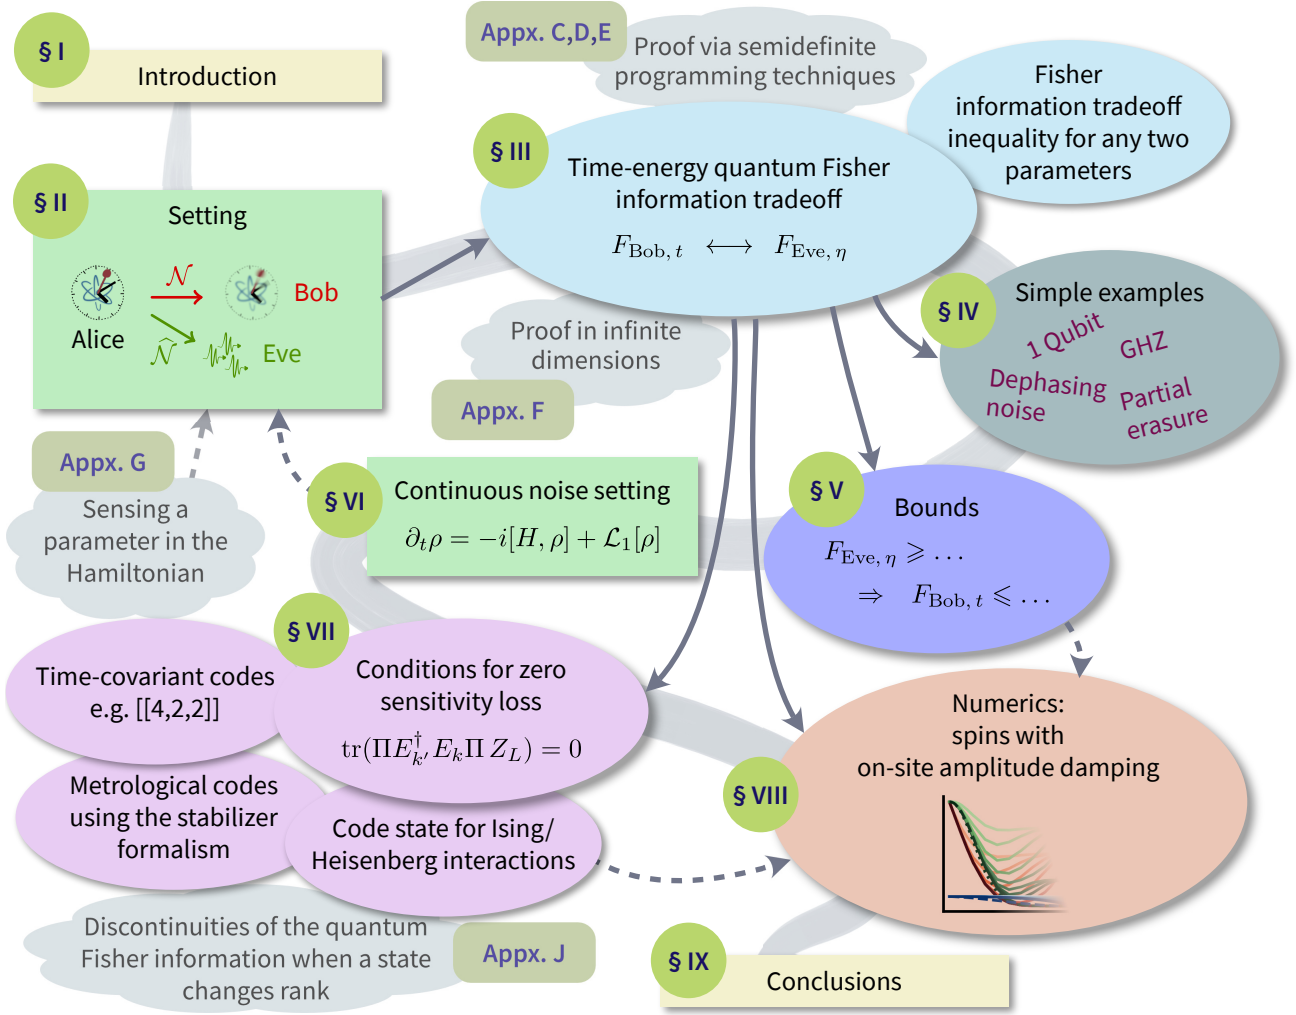 § I
Introduction
§ II
Setting
𝒩
Bob
Alice
𝒩̂
Eve
Appx. C,D,E
Proof via semidefinite
programming techniques
Fisher
information tradeoff
inequality for any two
parameters
§ III
Time-energy quantum Fisher
information tradeoff
F_{Bob, t} ⟷ F_{Eve, η}
§ IV
Simple examples
1 Qubit
GHZ
Dephasing
noise
Partial
erasure
Proof in infinite
dimensions
Appx. F
Appx. G
Sensing a
parameter in the
Hamiltonian
§ VI
Continuous noise setting
∂_tρ = −i[H, ρ] + ℒ_1[ρ]
§ V
Bounds
F_{Eve, η} ⩾ …
⇒ F_{Bob, t} ⩽ …
§ VII
Conditions for zero
sensitivity loss
tr(ΠE†_{k′}E_kΠ Z_L) = 0
Time-covariant codes
e.g. [[4,2,2]]
Metrological codes
using the stabilizer
formalism
Code state for Ising/
Heisenberg interactions
§ VIII
Numerics:
spins with
on-site amplitude damping
Discontinuities of the quantum
Fisher information when a state
changes rank
Appx. J
§ IX
Conclusions